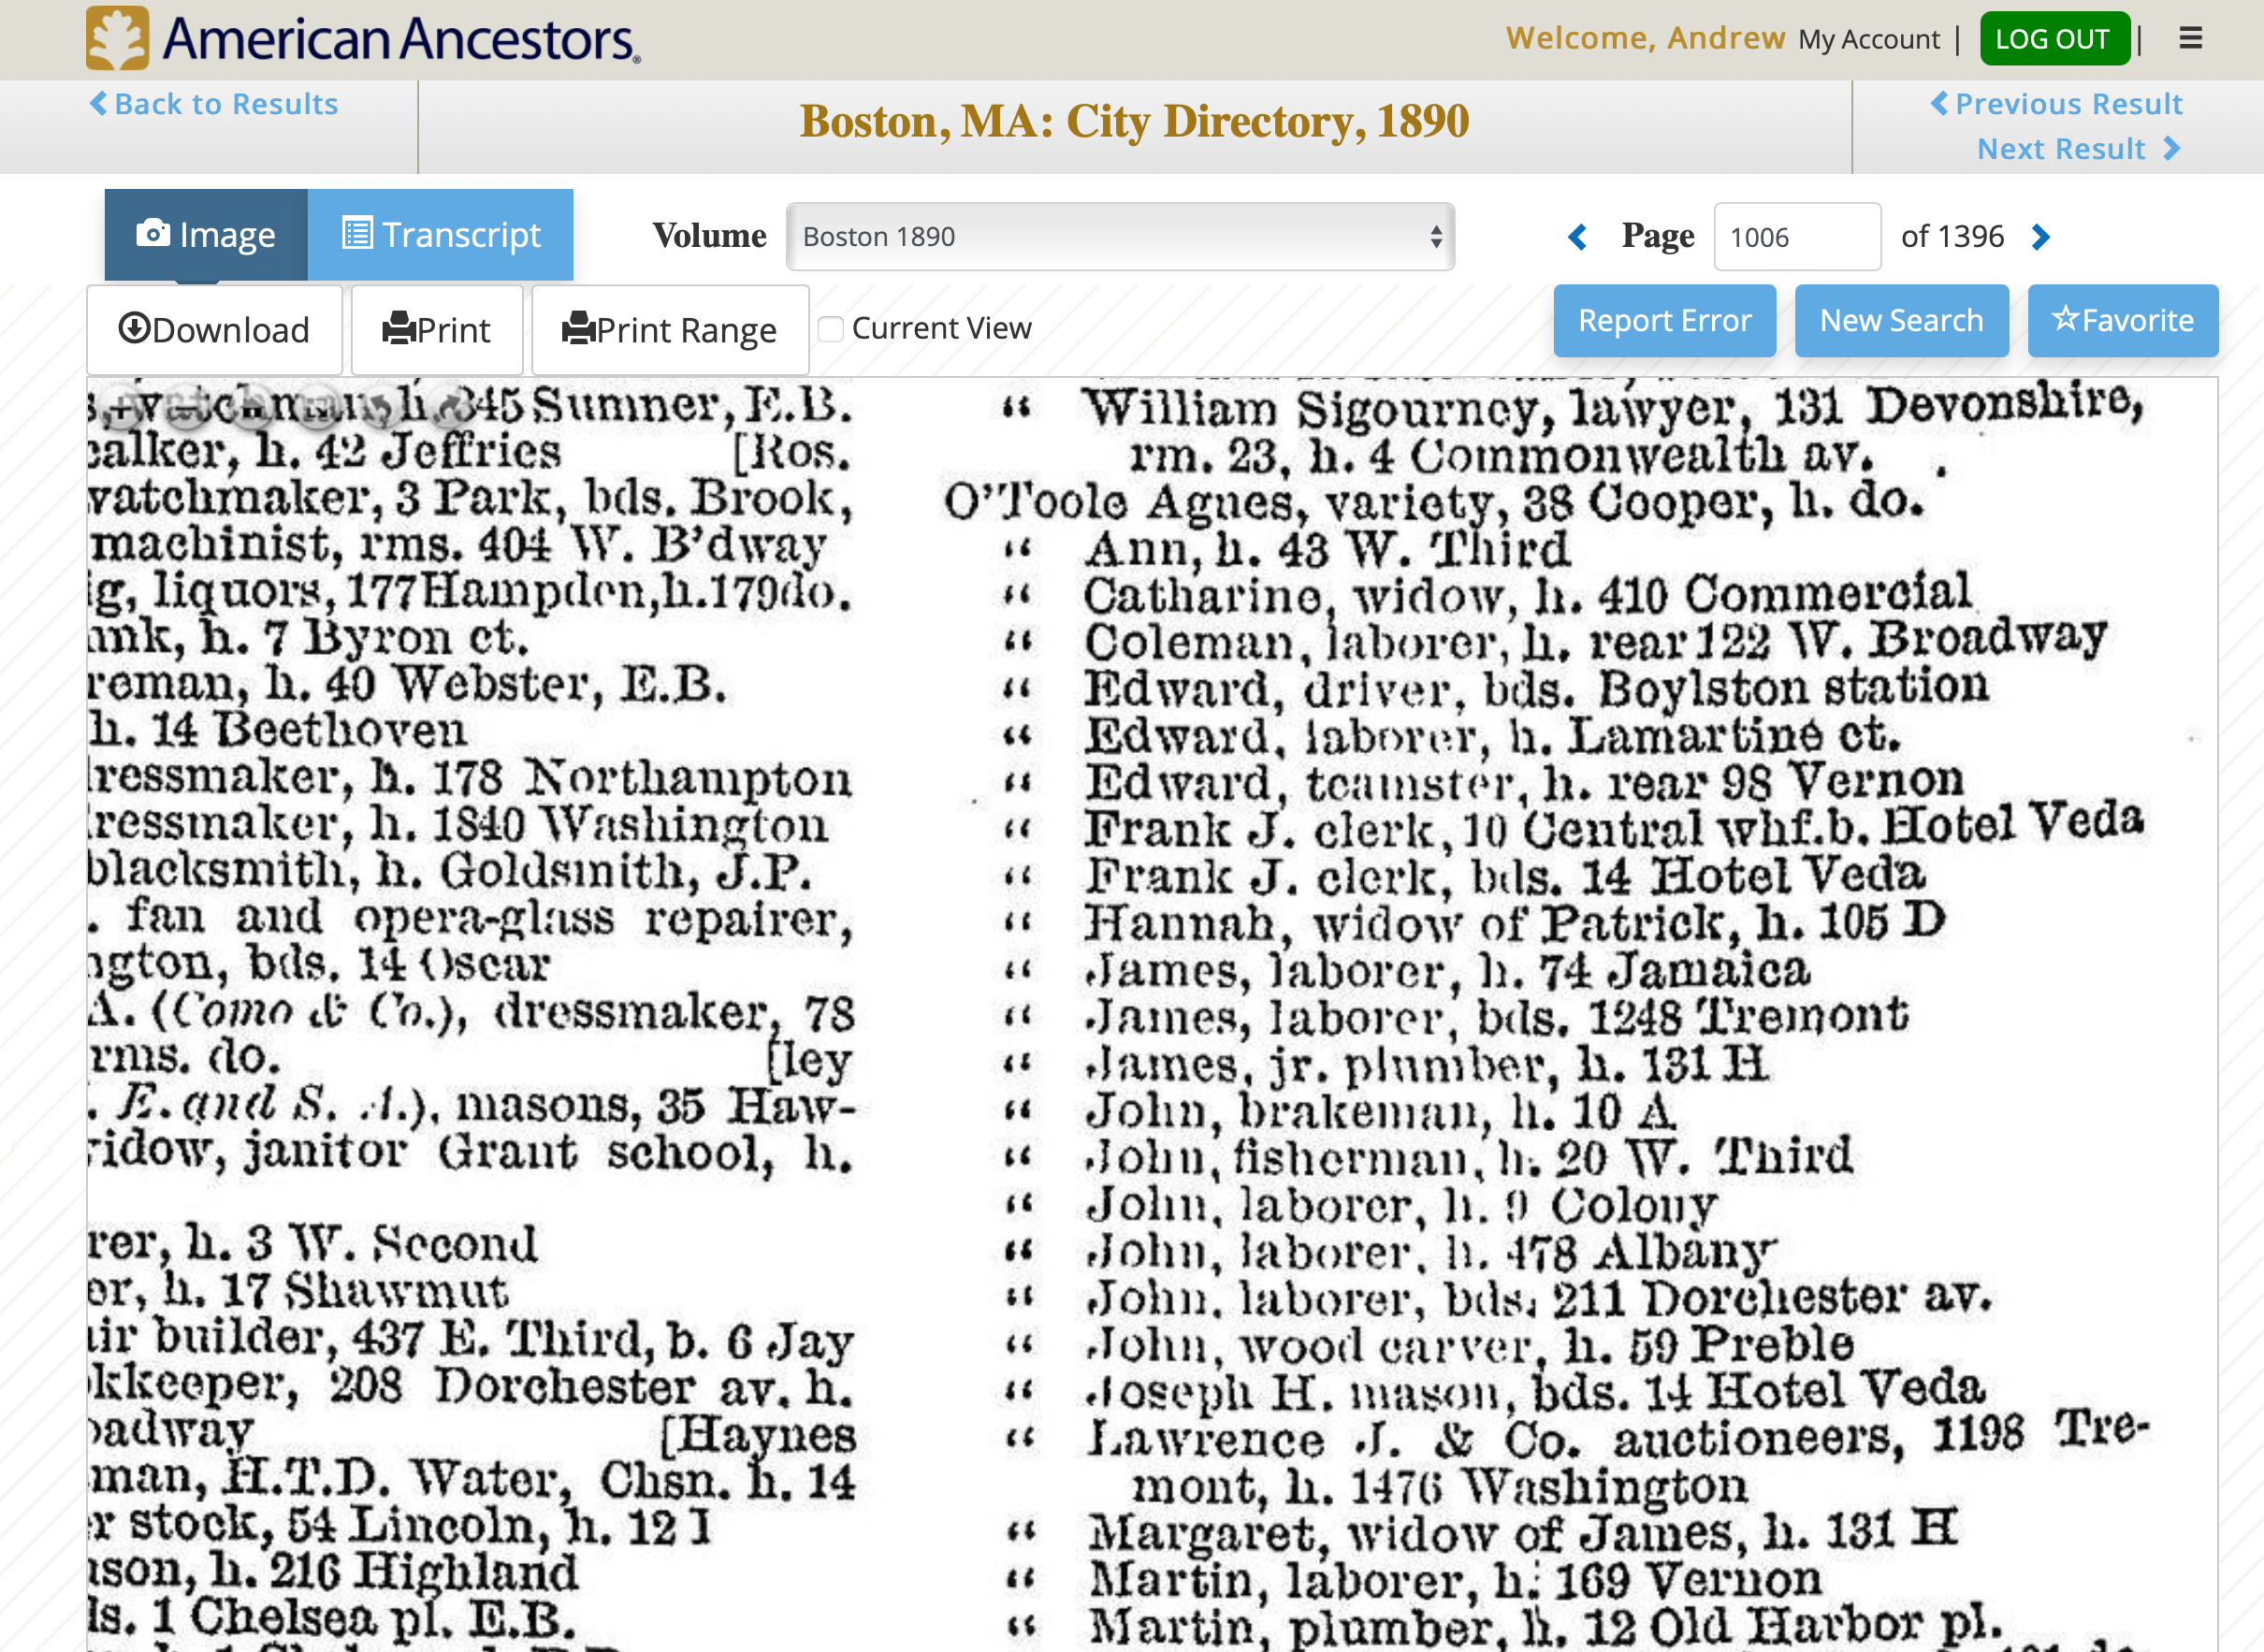 American Ancestors®
Welcome, Andrew My Account | LOG OUT |
Back to Results
Boston, MA: City Directory, 1890
Previous Result
Next Result
Image
Transcript
Volume
Boston 1890
Page 1006 of 1396
Download
Print
Print Range
Current View
Report Error
New Search
Favorite
345 Sumner, E.B.
calker, h. 42 Jeffries [Ros.
watchmaker, 3 Park, bds. Brook,
machinist, rms. 404 W. B'dway
g, liquors, 177 Hampden, h. 179 do.
nk, h. 7 Byron ct.
reman, h. 40 Webster, E.B.
h. 14 Beethoven
ressmaker, h. 178 Northampton
ressmaker, h. 1840 Washington
blacksmith, h. Goldsmith, J.P.
. fan and opera-glass repairer,
ngton, bds. 14 Oscar
A. (Como & Co.), dressmaker, 78
rms. do. [ley
. E. and S. A.), masons, 35 Haw-
idow, janitor Grant school, h.
rer, h. 3 W. Second
er, h. 17 Shawmut
ir builder, 437 E. Third, b. 6 Jay
kkeeper, 208 Dorchester av. h.
oadway [Haynes
man, H.T.D. Water, Chsn. h. 14
r stock, 54 Lincoln, h. 12 I
son, h. 216 Highland
ds. 1 Chelsea pl. E.B.
" William Sigourney, lawyer, 131 Devonshire,
rm. 23, h. 4 Commonwealth av.
O'Toole Agnes, variety, 38 Cooper, h. do.
" Ann, h. 43 W. Third
" Catharine, widow, h. 410 Commercial
" Coleman, laborer, h. rear 122 W. Broadway
" Edward, driver, bds. Boylston station
" Edward, laborer, h. Lamartine ct.
" Edward, teamster, h. rear 98 Vernon
" Frank J. clerk, 10 Central whf. b. Hotel Veda
" Frank J. clerk, bds. 14 Hotel Veda
" Hannah, widow of Patrick, h. 105 D
" James, laborer, h. 74 Jamaica
" James, laborer, bds. 1248 Tremont
" James, jr. plumber, h. 131 H
" John, brakeman, h. 10 A
" John, fisherman, h. 20 W. Third
" John, laborer, h. 9 Colony
" John, laborer, h. 478 Albany
" John, laborer, bds. 211 Dorchester av.
" John, wood carver, h. 59 Preble
" Joseph H. mason, bds. 14 Hotel Veda
" Lawrence J. & Co. auctioneers, 1198 Tre-
mont, h. 1476 Washington
" Margaret, widow of James, h. 131 H
" Martin, laborer, h. 169 Vernon
" Martin, plumber, h. 12 Old Harbor pl.